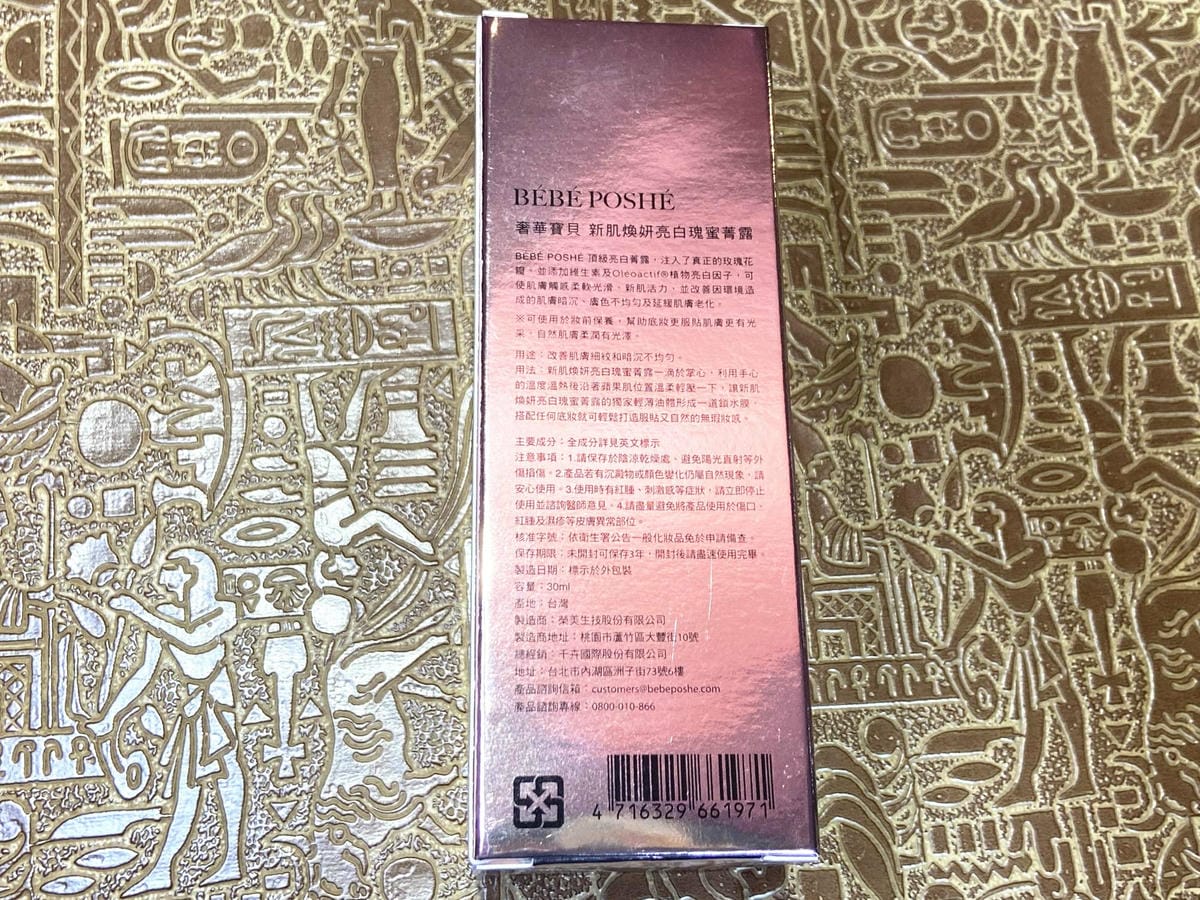 BÉBÉ POSHÉ
奢華寶貝 新肌煥妍亮白瑰蜜菁露
BÉBÉ POSHÉ 頂級亮白菁露，注入了真正的玫瑰花
瓣，並添加維生素及Oleoactif®植物亮白因子，可
使肌膚觸感柔軟光滑、新肌活力，並改善因環境造
成的肌膚暗沉、膚色不均勻及延緩肌膚老化。
※可使用於妝前保養，幫助底妝更服貼肌膚更有光
采，自然肌膚柔潤有光澤。
用途：改善肌膚細紋和暗沉不均勻。
用法：新肌煥妍亮白瑰蜜菁露一滴於掌心，利用手心
的溫度溫熱後沿著蘋果肌位置溫柔輕壓一下，讓新肌
煥妍亮白瑰蜜菁露的獨家輕薄油體形成一道鎖水膜，
搭配任何底妝就可輕鬆打造服貼又自然的無瑕妝感。
主要成分：全成分詳見英文標示
注意事項：1.請保存於陰涼乾燥處、避免陽光直射等外
傷損傷。2.產品若有沉澱物或顏色變化仍屬自然現象，請
安心使用。3.使用時有紅腫、刺激感等症狀，請立即停止
使用並諮詢醫師意見。4.請盡量避免將產品使用於傷口、
紅腫及濕疹等皮膚異常部位。
核准字號：依衛生署公告一般化妝品免於申請備查。
保存期限：未開封可保存3年，開封後請盡速使用完畢。
製造日期：標示於外包裝
容量：30ml
產地：台灣
製造商：榮美生技股份有限公司
製造商地址：桃園市蘆竹區大豐街10號
總經銷：千卉國際股份有限公司
地址：台北市內湖區洲子街73號6樓
產品諮詢信箱：customers@bebeposhe.com
產品諮詢專線：0800-010-866
4 716329 661971